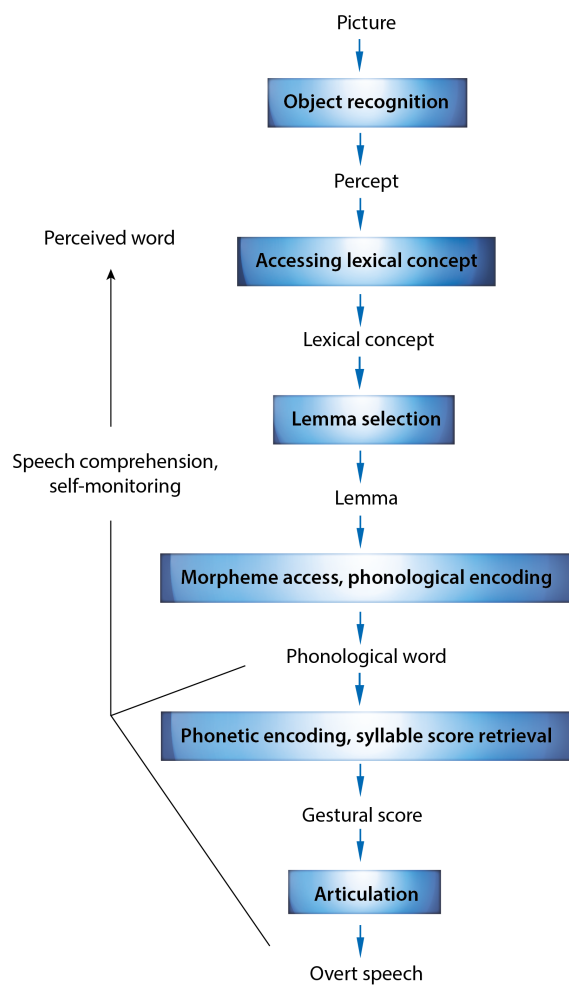 Picture
Object recognition
Percept
Perceived word
Accessing lexical concept
Lexical concept
Lemma selection
Speech comprehension,
self-monitoring
Lemma
Morpheme access, phonological encoding
Phonological word
Phonetic encoding, syllable score retrieval
Gestural score
Articulation
Overt speech